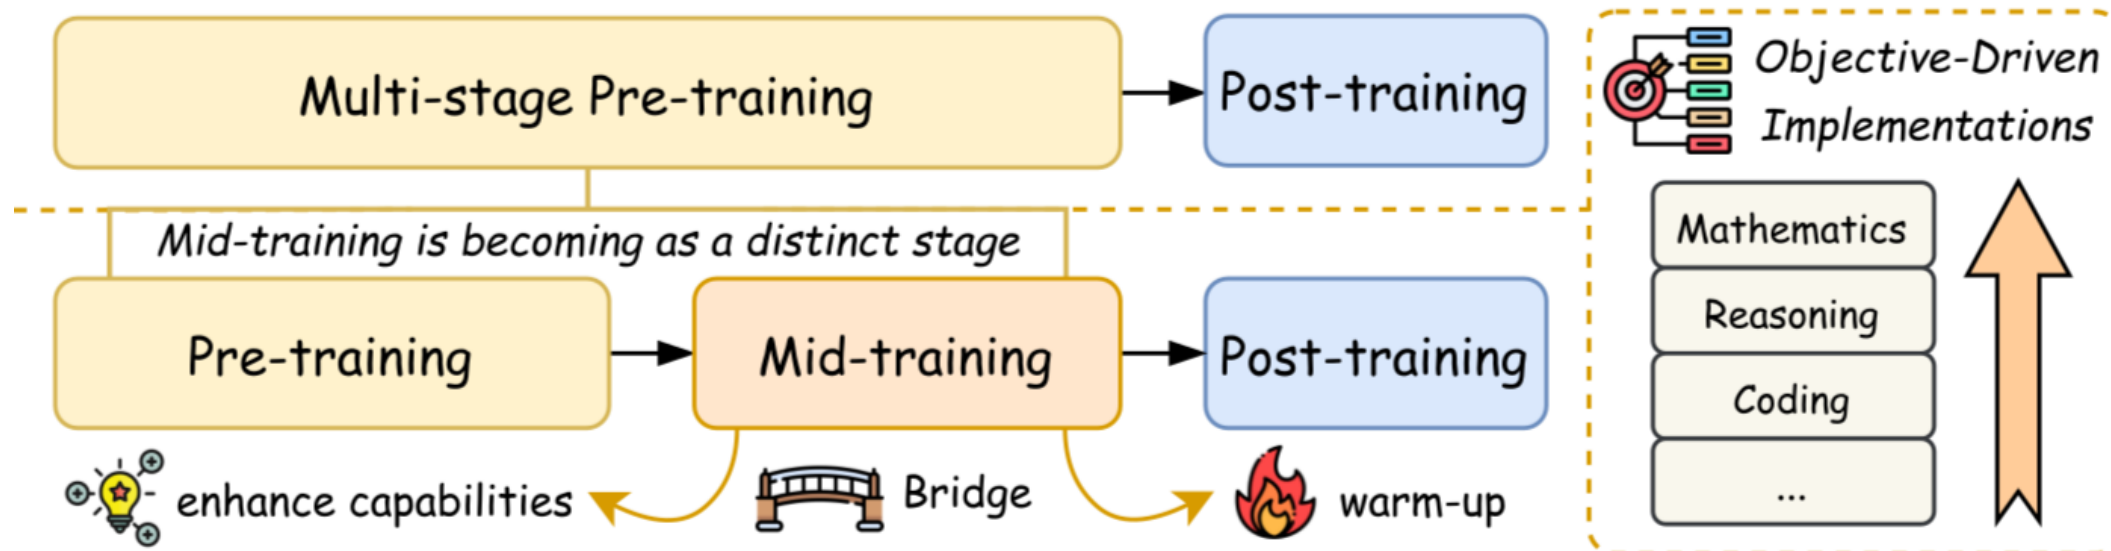 Multi-stage Pre-training
Post-training
Mid-training is becoming as a distinct stage
Pre-training
Mid-training
Post-training
enhance capabilities
Bridge
warm-up
Objective-Driven
Implementations
Mathematics
Reasoning
Coding
...